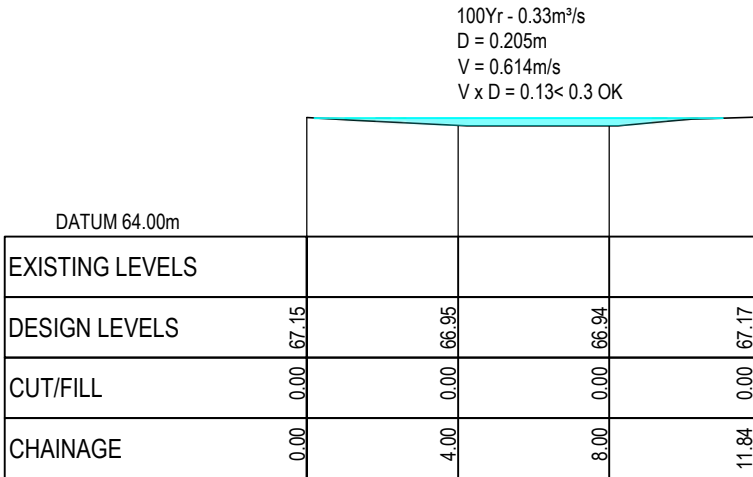 100Yr - 0.33m³/s
D = 0.205m
V = 0.614m/s
V x D = 0.13< 0.3 OK
DATUM 64.00m
EXISTING LEVELS
DESIGN LEVELS 67.15 66.95 66.94 67.17
CUT/FILL 0.00 0.00 0.00 0.00
CHAINAGE 0.00 4.00 8.00 11.84